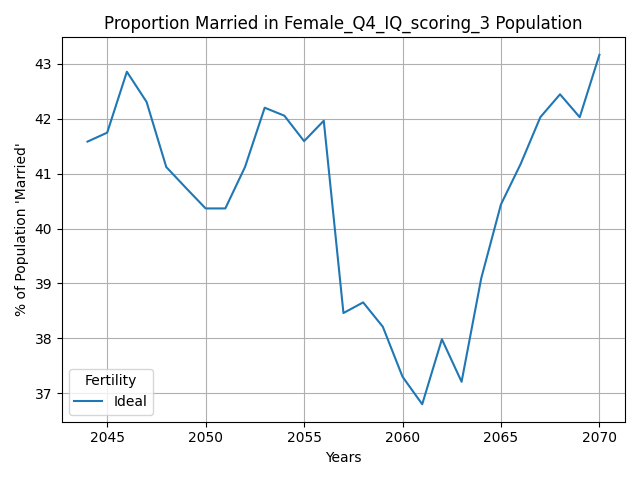 Proportion Married in Female_Q4_IQ_scoring_3 Population
% of Population 'Married'
43
42
41
40
39
38
37
Fertility
Ideal
2045 2050 2055 2060 2065 2070
Years